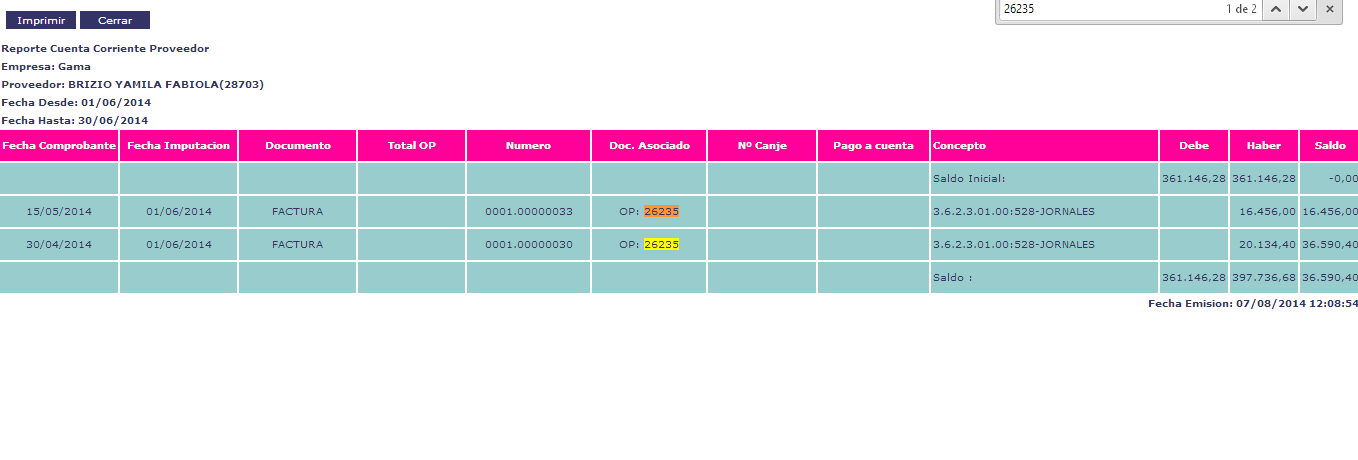 26235 1 de 2
Imprimir Cerrar
Reporte Cuenta Corriente Proveedor
Empresa: Gama
Proveedor: BRIZIO YAMILA FABIOLA(28703)
Fecha Desde: 01/06/2014
Fecha Hasta: 30/06/2014
Fecha Comprobante Fecha Imputacion Documento Total OP Numero Doc. Asociado Nº Canje Pago a cuenta Concepto Debe Haber Saldo
Saldo Inicial: 361.146,28 361.146,28 -0,00
15/05/2014 01/06/2014 FACTURA 0001.00000033 OP: 26235 3.6.2.3.01.00:528-JORNALES 16.456,00 16.456,00
30/04/2014 01/06/2014 FACTURA 0001.00000030 OP: 26235 3.6.2.3.01.00:528-JORNALES 20.134,40 36.590,40
Saldo : 361.146,28 397.736,68 36.590,40
Fecha Emision: 07/08/2014 12:08:54